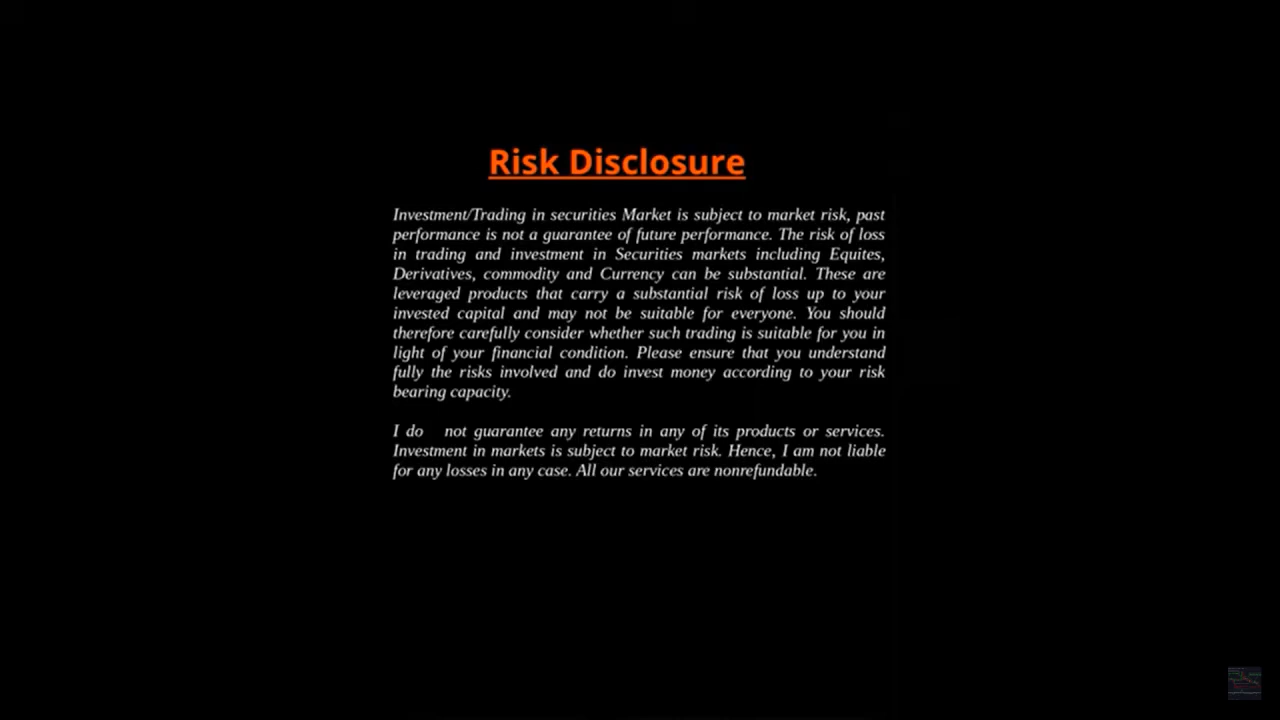 Risk Disclosure
Investment/Trading in securities Market is subject to market risk, past
performance is not a guarantee of future performance. The risk of loss
in trading and investment in Securities markets including Equites,
Derivatives, commodity and Currency can be substantial. These are
leveraged products that carry a substantial risk of loss up to your
invested capital and may not be suitable for everyone. You should
therefore carefully consider whether such trading is suitable for you in
light of your financial condition. Please ensure that you understand
fully the risks involved and do invest money according to your risk
bearing capacity.
I do not guarantee any returns in any of its products or services.
Investment in markets is subject to market risk. Hence, I am not liable
for any losses in any case. All our services are nonrefundable.